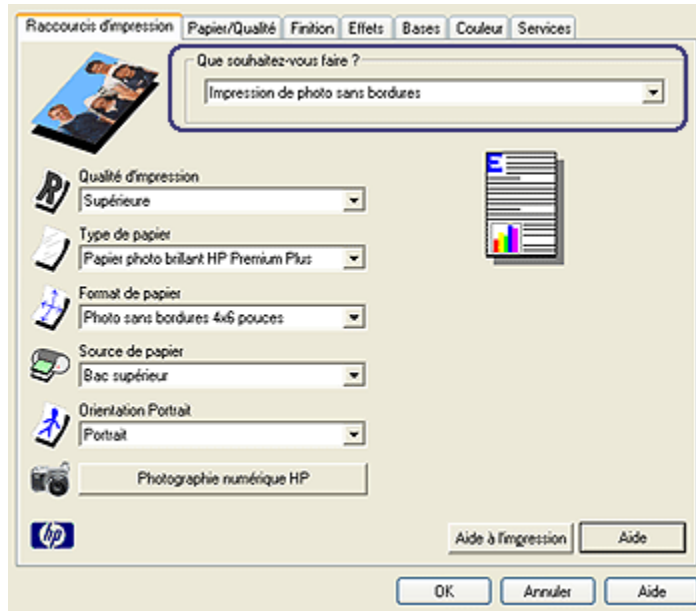 Raccourcis d'impression Papier/Qualité Finition Effets Bases Couleur Services
Que souhaitez-vous faire ?
Impression de photo sans bordures
Qualité d'impression
Supérieure
Type de papier
Papier photo brillant HP Premium Plus
Format de papier
Photo sans bordures 4x6 pouces
Source de papier
Bac supérieur
Orientation Portrait
Portrait
Photographie numérique HP
hp
Aide à l'impression Aide
OK Annuler Aide
E